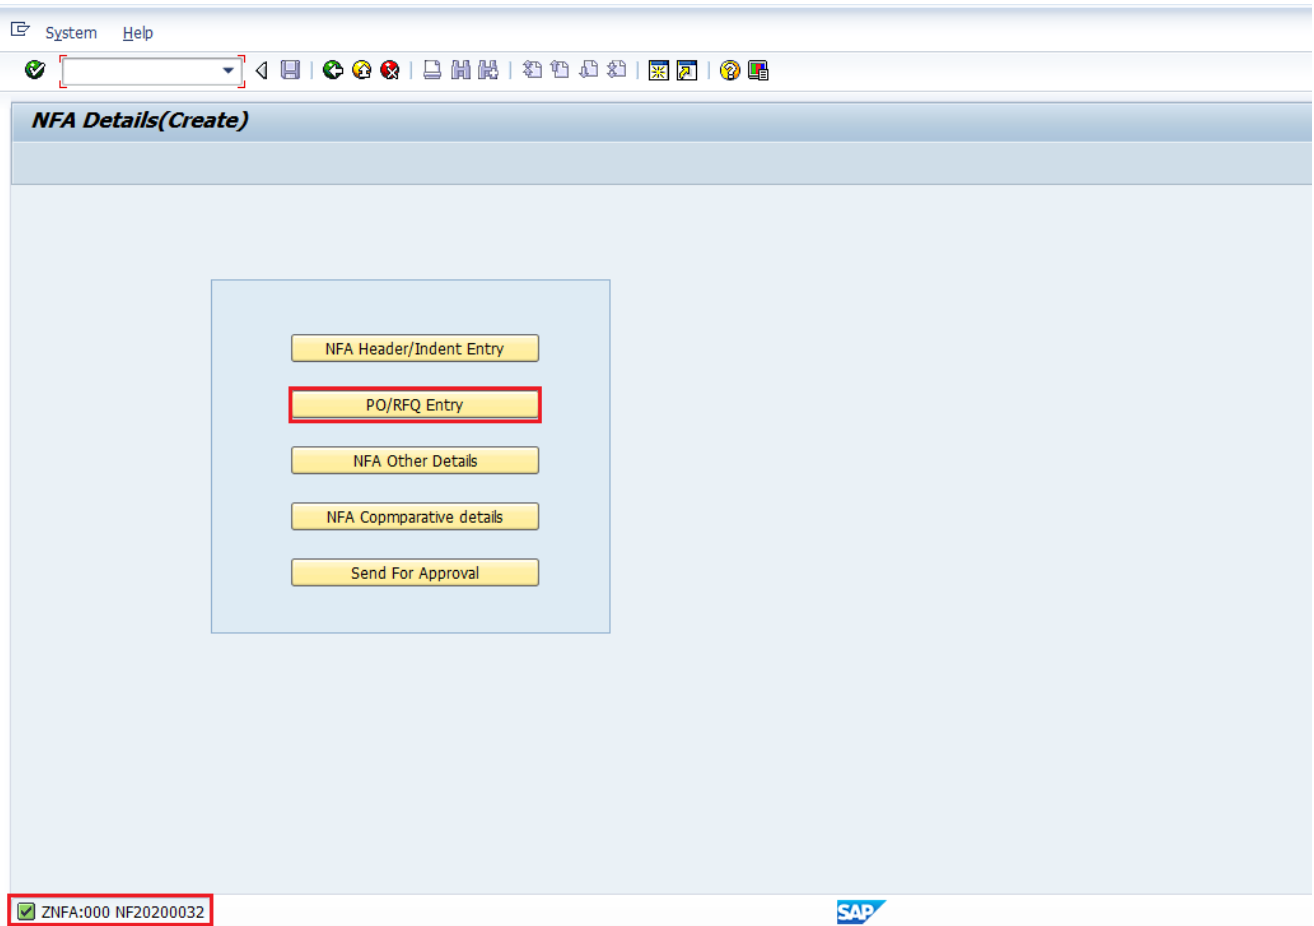 System Help
NFA Details(Create)
NFA Header/Indent Entry
PO/RFQ Entry
NFA Other Details
NFA Copmparative details
Send For Approval
ZNFA:000 NF20200032
SAP